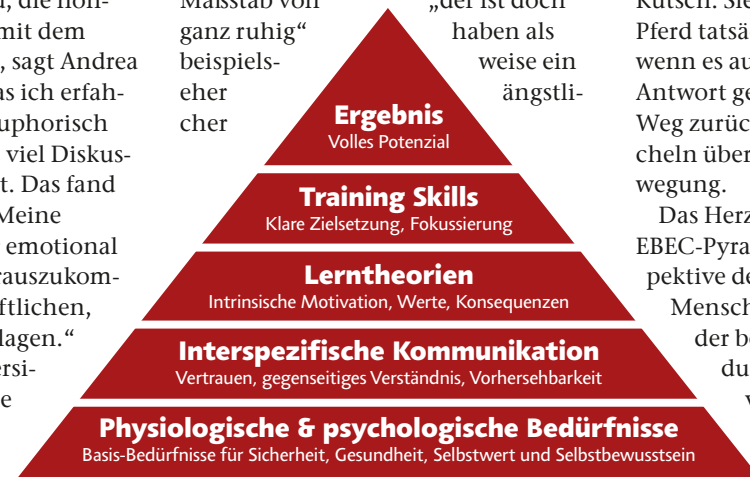 d, die hon-
mit dem
, sagt Andrea
as ich erfah-
uphorisch
viel Diskus-
t. Das fand
Meine
emotional
rauszukom-
ftlichen,
lagen.“
ersi-
e
Maßstab von
ganz ruhig“
beispiels-
eher
cher
„der ist doch
haben als
weise ein
ängstli-
Ergebnis
Volles Potenzial
Training Skills
Klare Zielsetzung, Fokussierung
Lerntheorien
Intrinsische Motivation, Werte, Konsequenzen
Interspezifische Kommunikation
Vertrauen, gegenseitiges Verständnis, Vorhersehbarkeit
Physiologische & psychologische Bedürfnisse
Basis-Bedürfnisse für Sicherheit, Gesundheit, Selbstwert und Selbstbewusstsein
Kutsch. Sie
Pferd tatsä
wenn es au
Antwort ge
Weg zurüc
cheln über
wegung.
Das Herz
EBEC-Pyra
pektive de
Mensch
der b
du